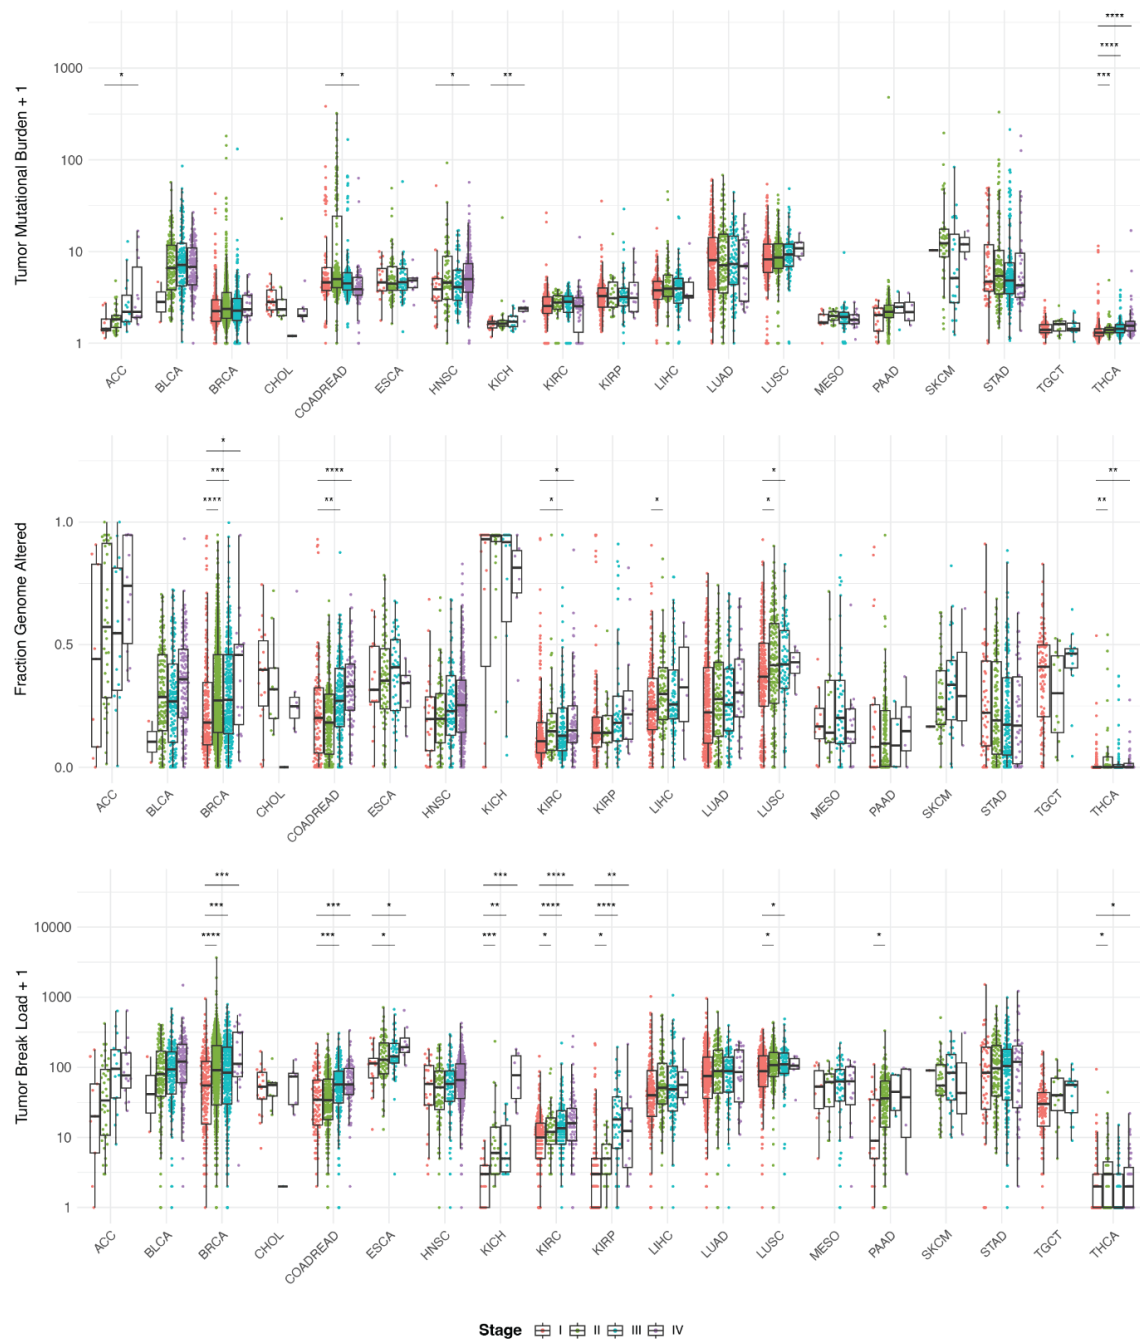 Tumor Mutational Burden + 1
1000
100
10
1
*
*
*
**
****
****
***
ACC
BLCA
BRCA
CHOL
COADREAD
ESCA
HNSC
KICH
KIRC
KIRP
LIHC
LUAD
LUSC
MESO
PAAD
SKCM
STAD
TGCT
THCA
Fraction Genome Altered
1.0
0.5
0.0
*
***
****
****
**
*
*
*
*
*
**
**
ACC
BLCA
BRCA
CHOL
COADREAD
ESCA
HNSC
KICH
KIRC
KIRP
LIHC
LUAD
LUSC
MESO
PAAD
SKCM
STAD
TGCT
THCA
Tumor Break Load + 1
10000
1000
100
10
1
***
***
****
***
***
*
*
***
**
***
****
****
*
**
****
*
*
*
*
*
*
ACC
BLCA
BRCA
CHOL
COADREAD
ESCA
HNSC
KICH
KIRC
KIRP
LIHC
LUAD
LUSC
MESO
PAAD
SKCM
STAD
TGCT
THCA
Stage I II III IV